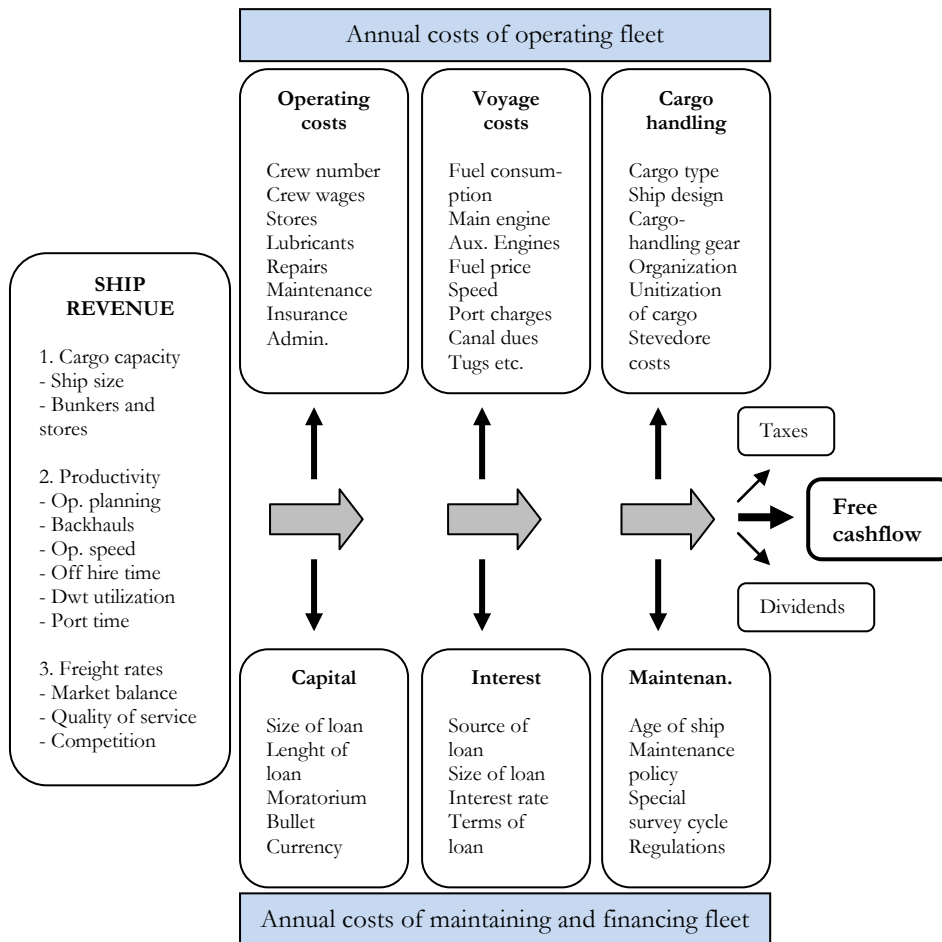 Annual costs of operating fleet
Operating
costs
Crew number
Crew wages
Stores
Lubricants
Repairs
Maintenance
Insurance
Admin.
Voyage
costs
Fuel consum-
ption
Main engine
Aux. Engines
Fuel price
Speed
Port charges
Canal dues
Tugs etc.
Cargo
handling
Cargo type
Ship design
Cargo-
handling gear
Organization
Unitization
of cargo
Stevedore
costs
SHIP
REVENUE
1. Cargo capacity
- Ship size
- Bunkers and
stores
2. Productivity
- Op. planning
- Backhauls
- Op. speed
- Off hire time
- Dwt utilization
- Port time
3. Freight rates
- Market balance
- Quality of service
- Competition
Taxes
Free
cashflow
Dividends
Capital
Size of loan
Lenght of
loan
Moratorium
Bullet
Currency
Interest
Source of
loan
Size of loan
Interest rate
Terms of
loan
Maintenan.
Age of ship
Maintenance
policy
Special
survey cycle
Regulations
Annual costs of maintaining and financing fleet